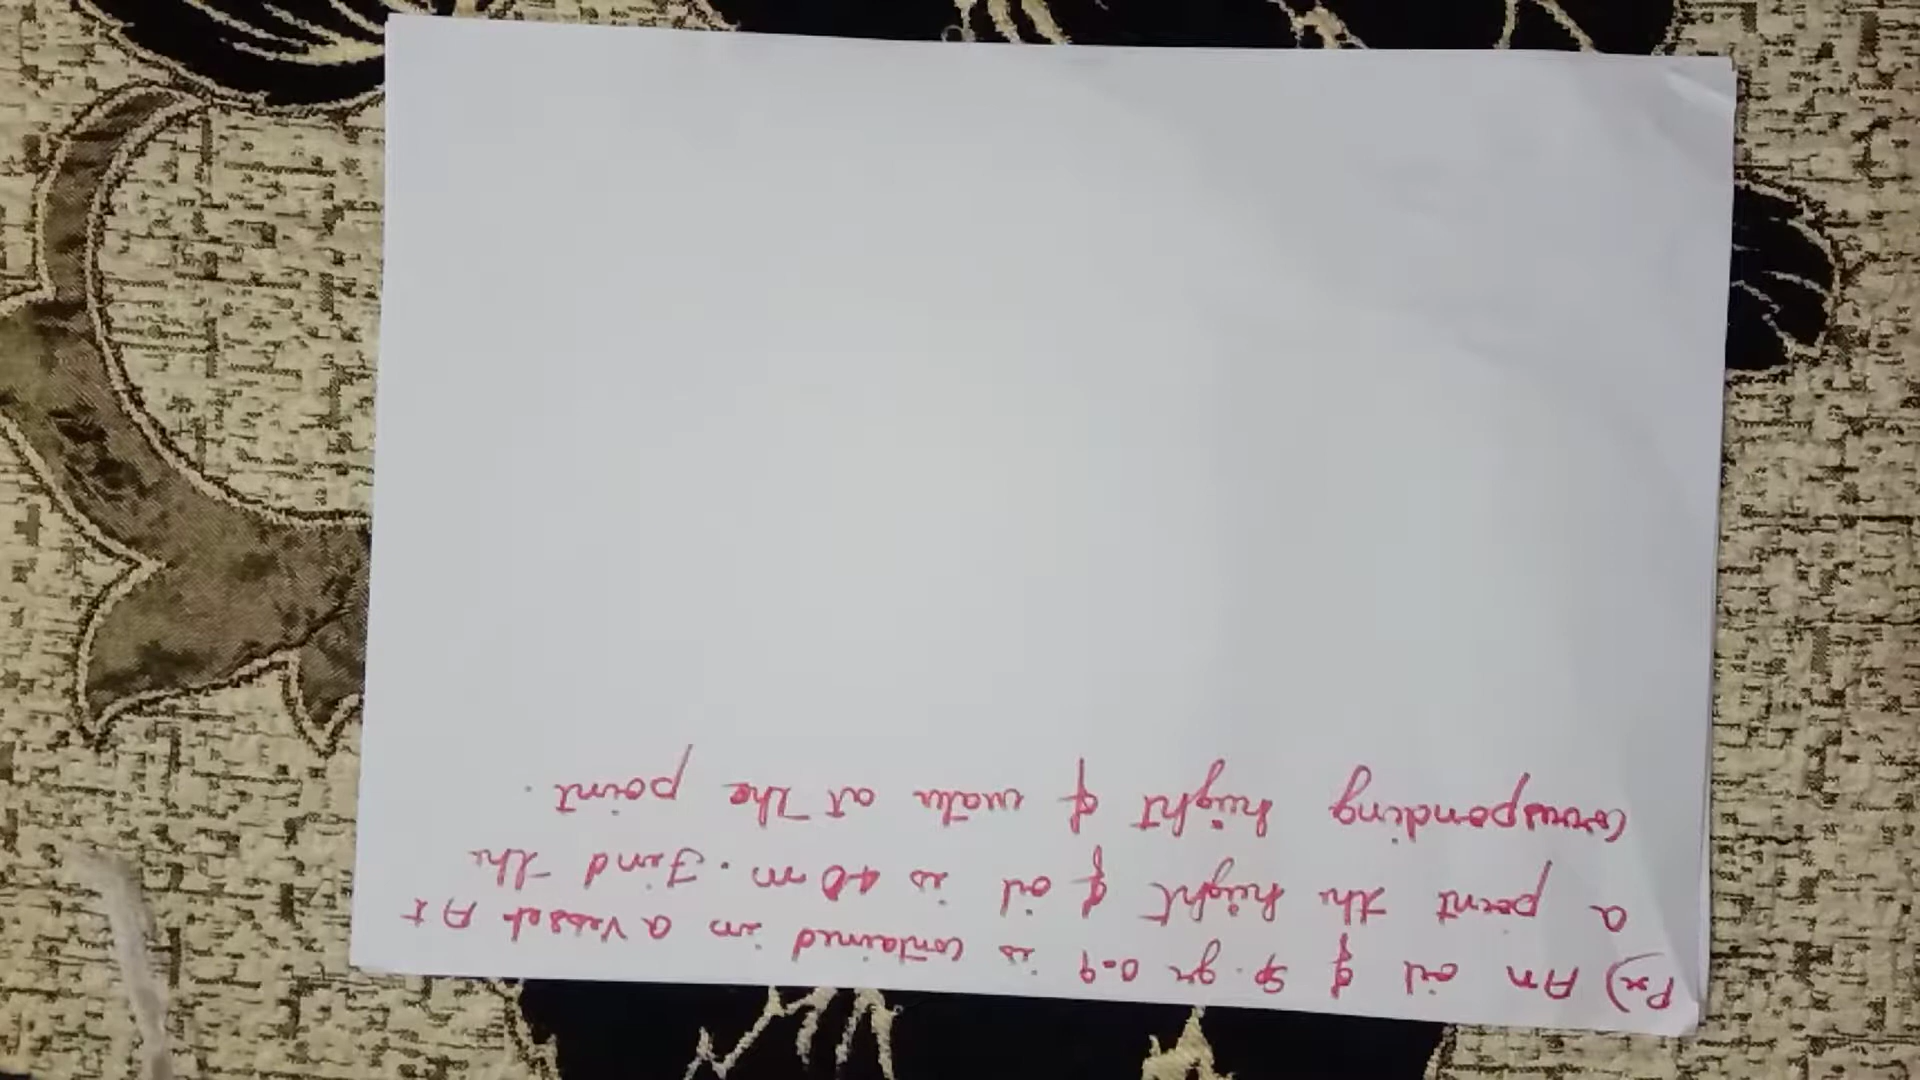 Px) An oil of sp. gr 0.9 is contained in a vessel At
a point the height of oil is 40 m. Find the
corresponding height of water at the point.